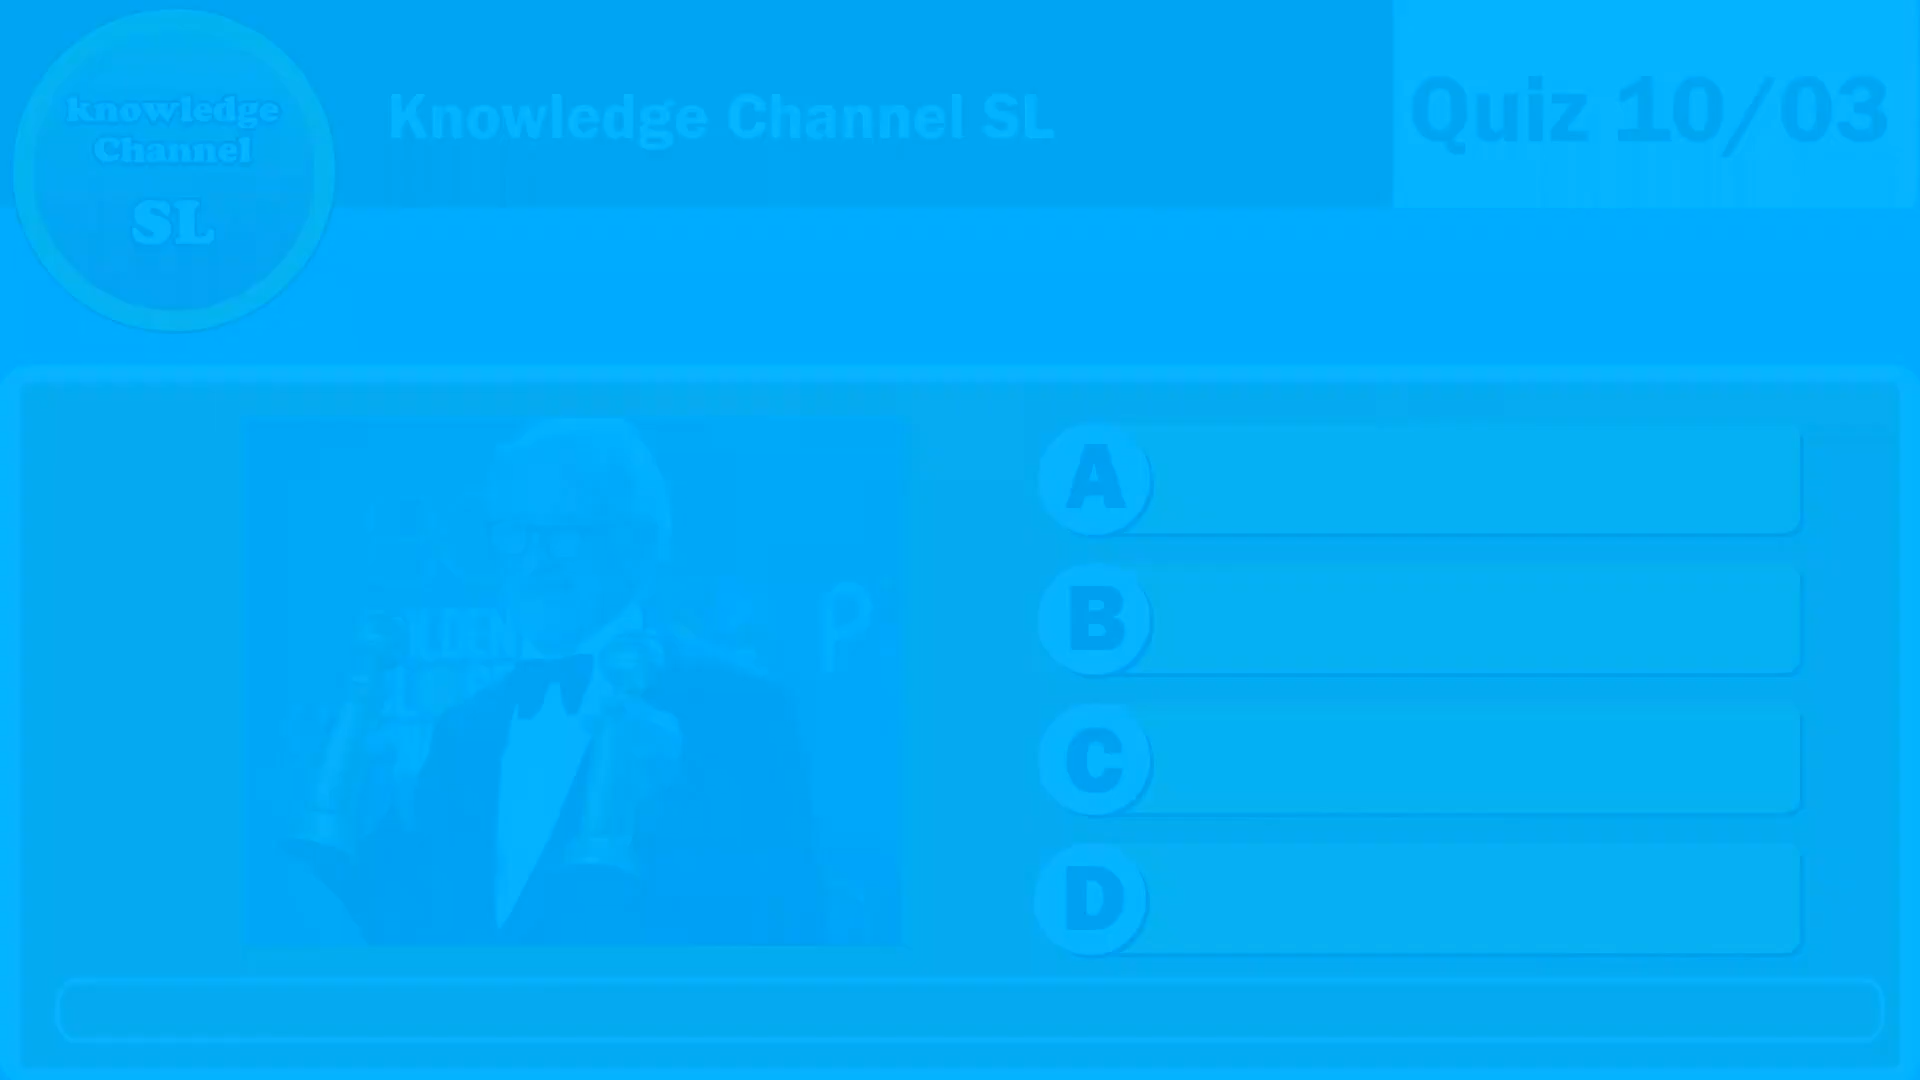 knowledge
Channel
SL
Knowledge Channel SL
Quiz 10/03
A
B
C
D
P